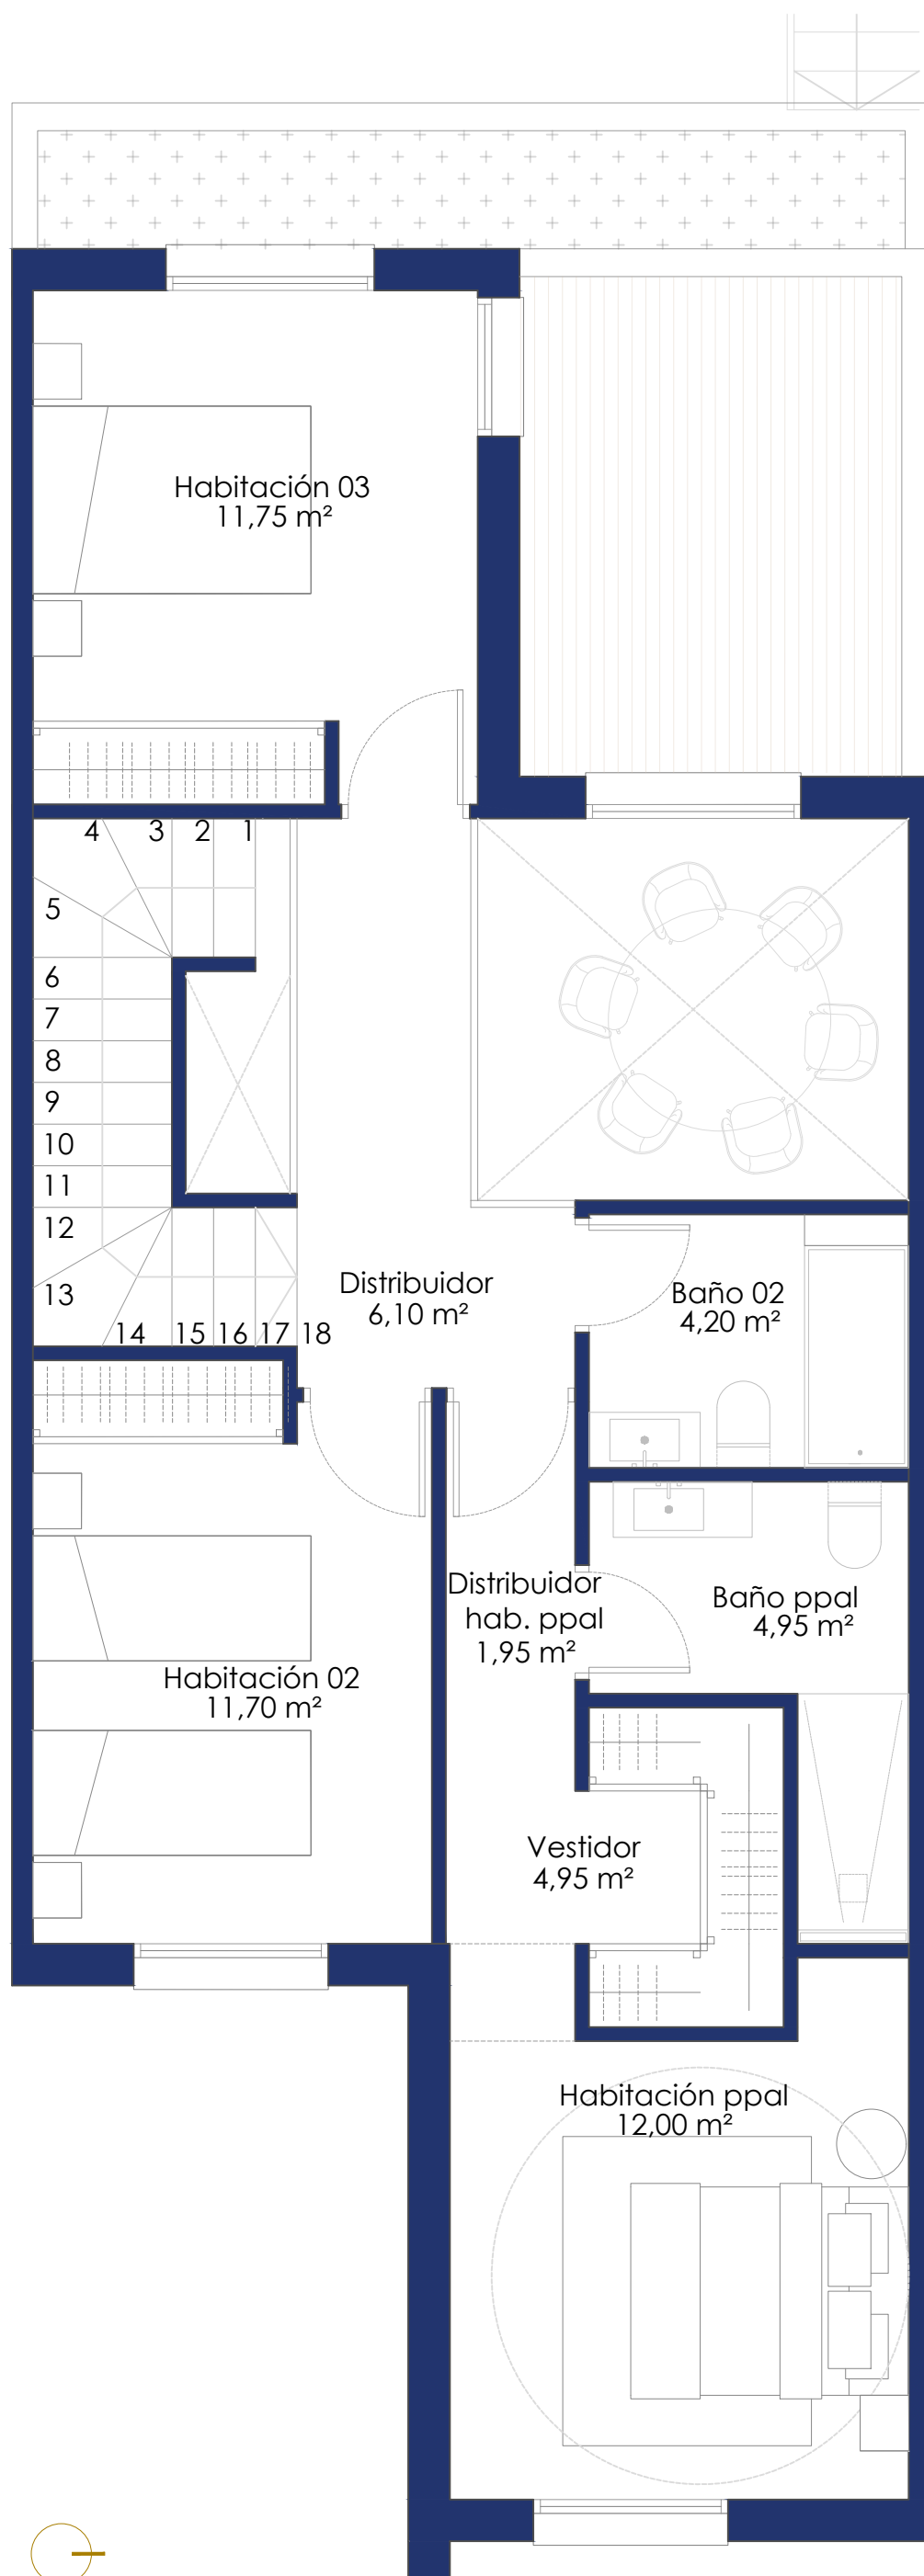 Habitación 03
11,75 m²
4 3 2 1
5
6
7
8
9
10
11
12
13
14 15 16 17 18
Distribuidor
6,10 m²
Baño 02
4,20 m²
Distribuidor
hab. ppal
1,95 m²
Baño ppal
4,95 m²
Habitación 02
11,70 m²
Vestidor
4,95 m²
Habitación ppal
12,00 m²